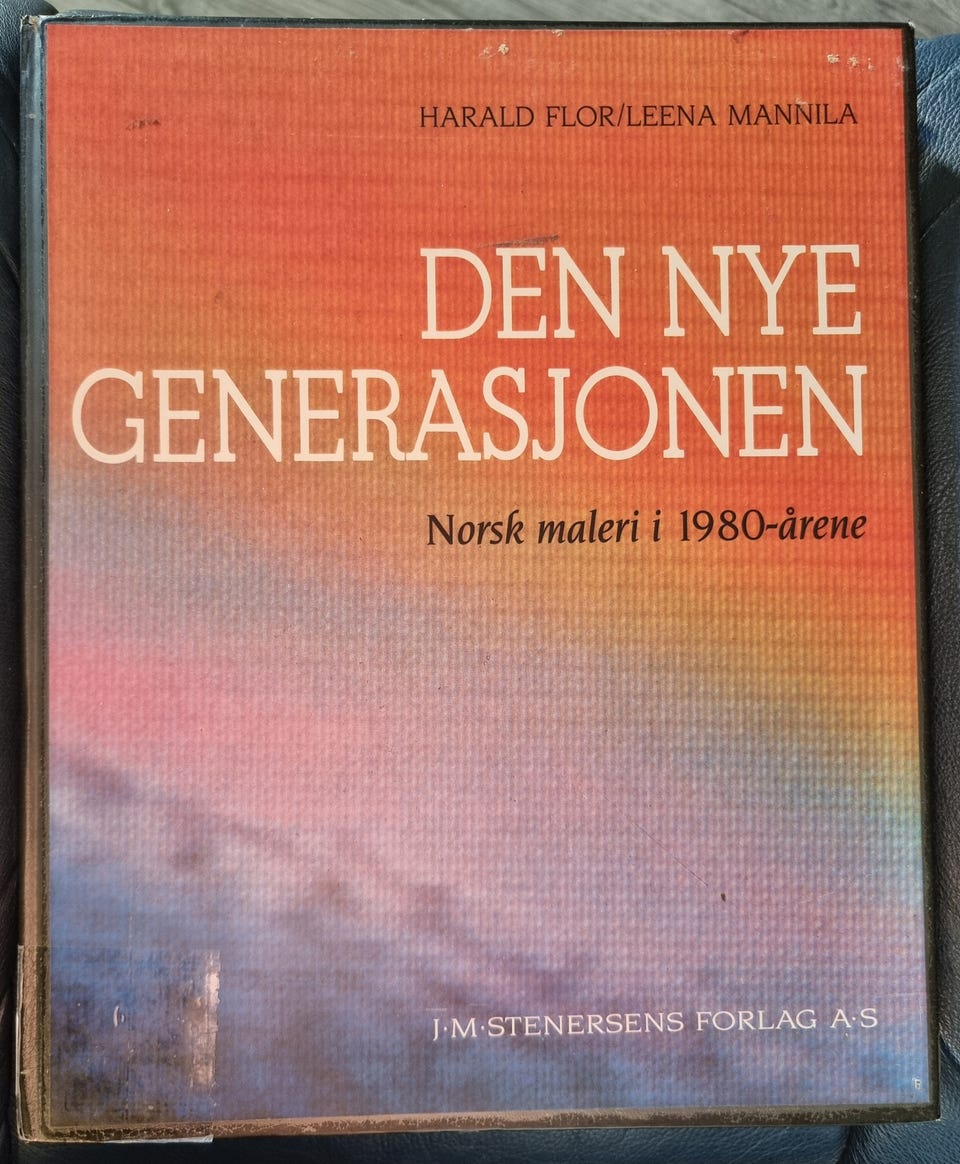 HARALD FLOR/LEENA MANNILA
DEN NYE
GENERASJONEN
Norsk maleri i 1980-årene
J·M·STENERSENS FORLAG A·S